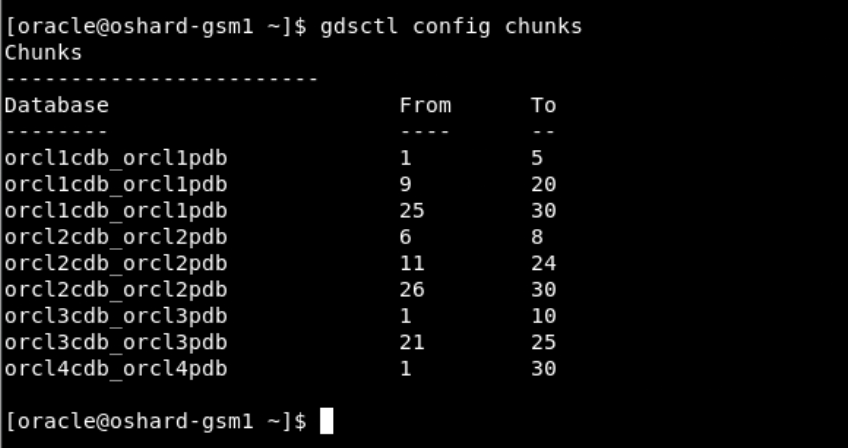 [oracle@oshard-gsm1 ~]$ gdsctl config chunks
Chunks
------------------------
Database                      From      To
--------                      ----      --
orcl1cdb_orcl1pdb             1         5
orcl1cdb_orcl1pdb             9         20
orcl1cdb_orcl1pdb             25        30
orcl2cdb_orcl2pdb             6         8
orcl2cdb_orcl2pdb             11        24
orcl2cdb_orcl2pdb             26        30
orcl3cdb_orcl3pdb             1         10
orcl3cdb_orcl3pdb             21        25
orcl4cdb_orcl4pdb             1         30
[oracle@oshard-gsm1 ~]$